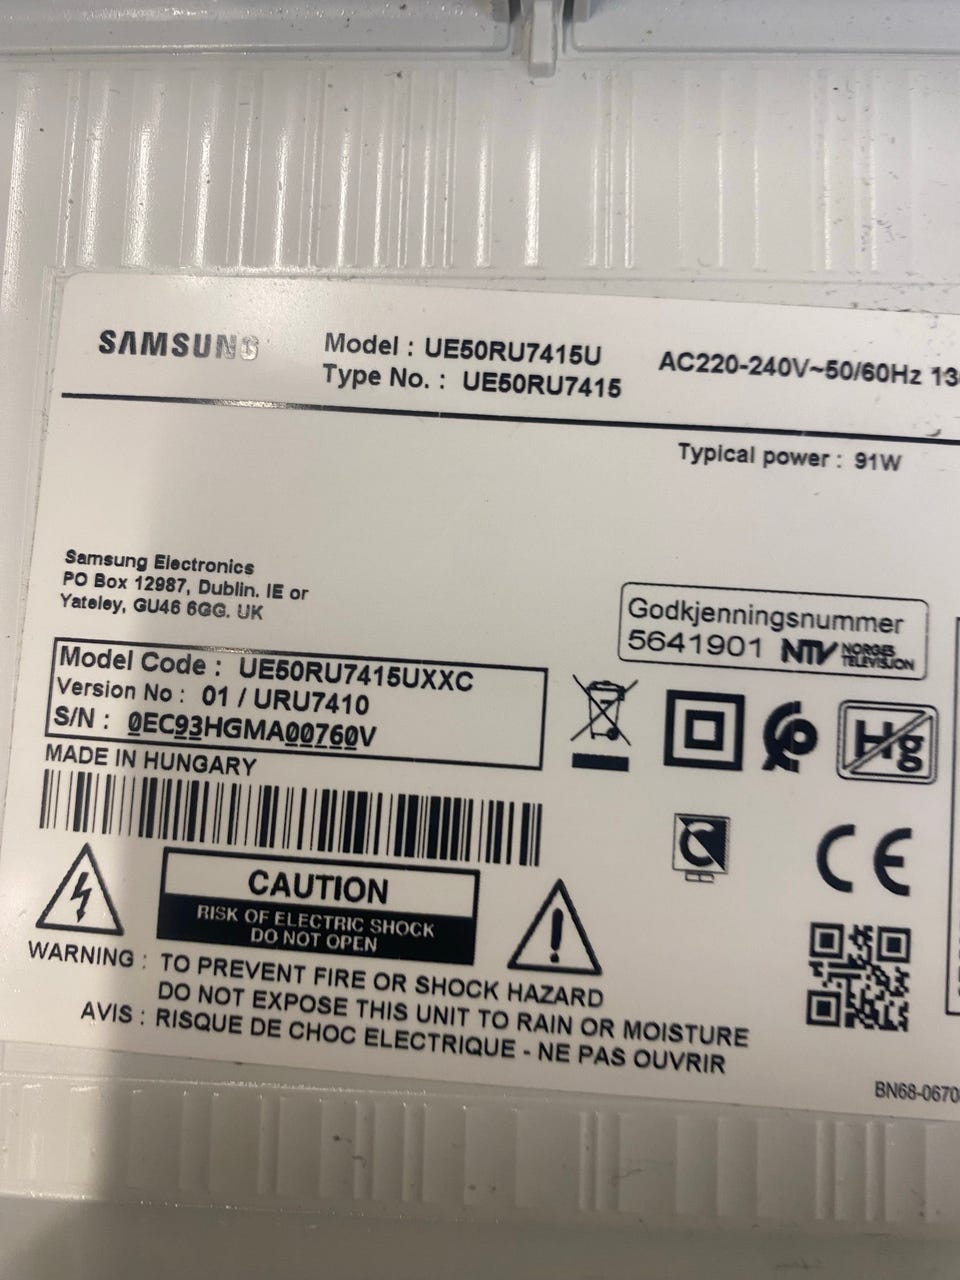 SAMSUNG
Model : UE50RU7415U
Type No. : UE50RU7415
AC220-240V~50/60Hz
Typical power : 91W
Samsung Electronics
PO Box 12987, Dublin. IE or
Yateley, GU46 6GG. UK
Godkjenningsnummer
5641901 NTV NORGES TELEVISJON
Model Code : UE50RU7415UXXC
Version No : 01 / URU7410
S/N : 0EC93HGMA00760V
MADE IN HUNGARY
Hg
C
CE
CAUTION
RISK OF ELECTRIC SHOCK
DO NOT OPEN
WARNING : TO PREVENT FIRE OR SHOCK HAZARD
DO NOT EXPOSE THIS UNIT TO RAIN OR MOISTURE
AVIS : RISQUE DE CHOC ELECTRIQUE - NE PAS OUVRIR